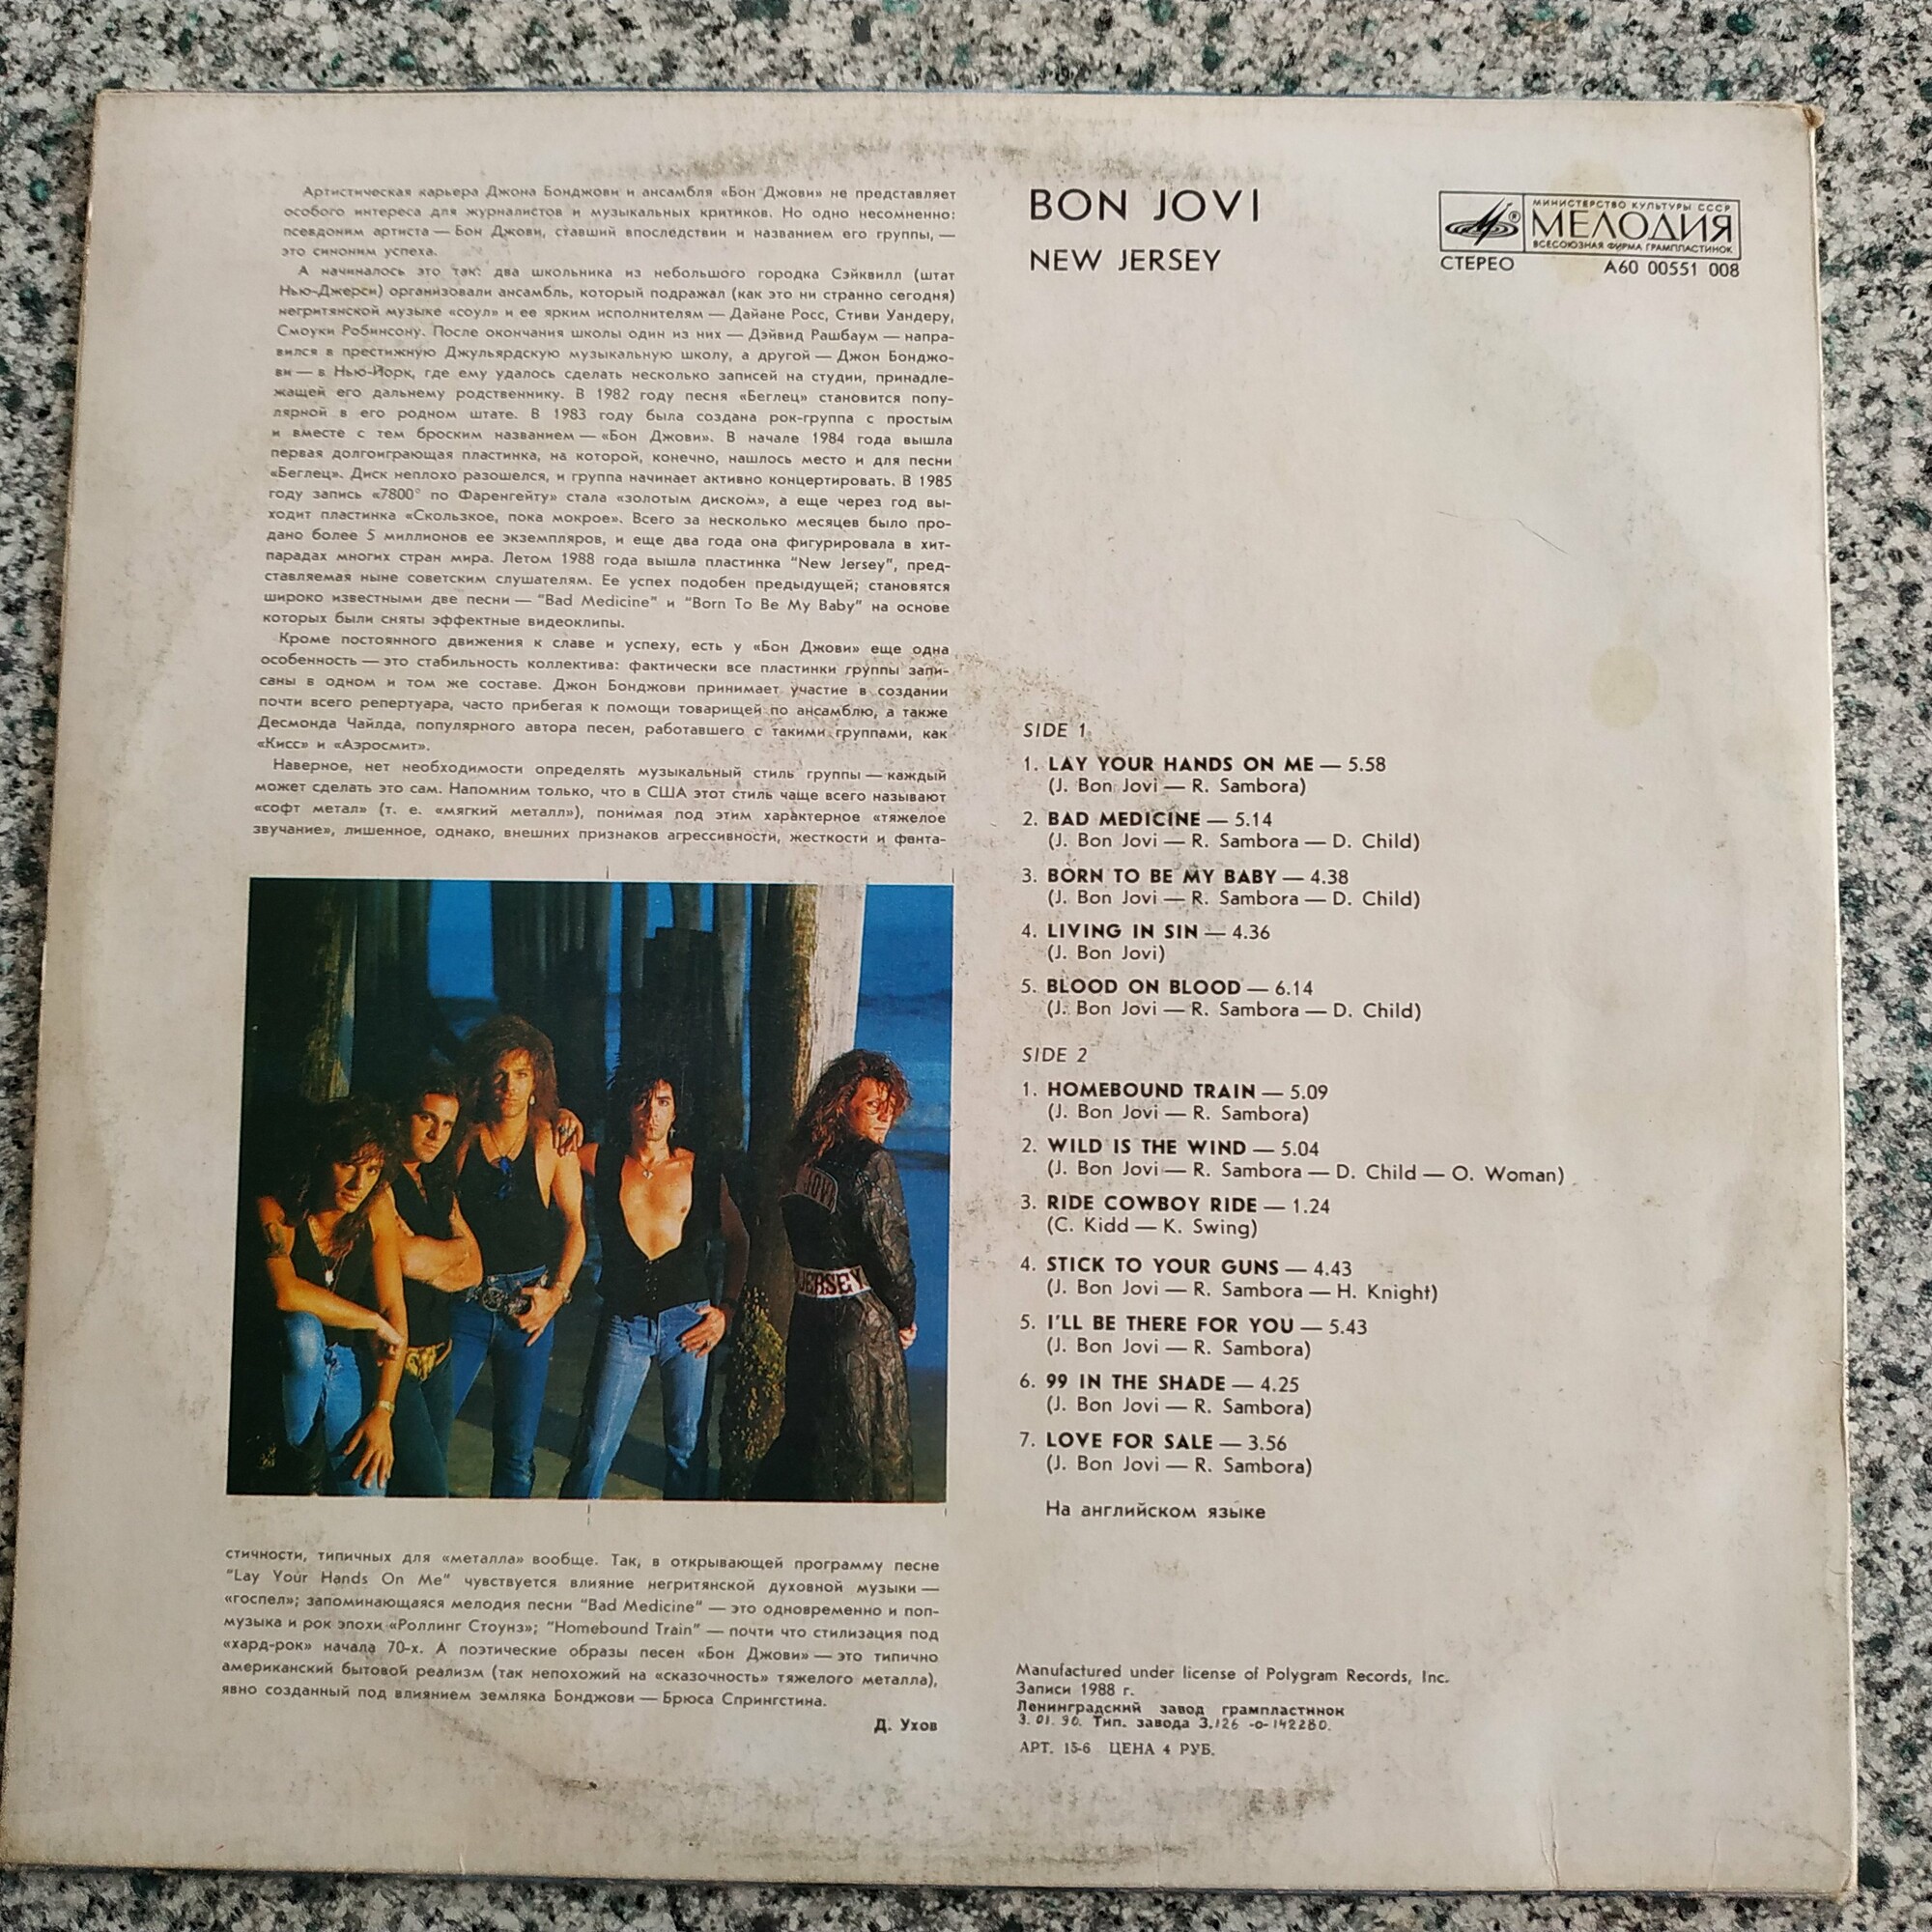 Артистическая карьера Джона Бонджови и ансамбля «Бон Джови» не представляет
особого интереса для журналистов и музыкальных критиков. Но одно несомненно:
псевдоним артиста — Бон Джови, ставший впоследствии и названием его группы, —
это синоним успеха.
А начиналось это так: два школьника из небольшого городка Сэйквилл (штат
Нью-Джерси) организовали ансамбль, который подражал (как это ни странно сегодня)
негритянской музыке «соул» и ее ярким исполнителям — Дайане Росс, Стиви Уандеру,
Смоуки Робинсону. После окончания школы один из них — Дэйвид Рашбаум — напра-
вился в престижную Джульярдскую музыкальную школу, а другой — Джон Бонджо-
ви — в Нью-Йорк, где ему удалось сделать несколько записей на студии, принадле-
жащей его дальнему родственнику. В 1982 году песня «Беглец» становится попу-
лярной в его родном штате. В 1983 году была создана рок-группа с простым
и вместе с тем броским названием — «Бон Джови». В начале 1984 года вышла
первая долгоиграющая пластинка, на которой, конечно, нашлось место и для песни
«Беглец». Диск неплохо разошелся, и группа начинает активно концертировать. В 1985
году запись «7800° по Фаренгейту» стала «золотым диском», а еще через год вы-
ходит пластинка «Скользкое, пока мокрое». Всего за несколько месяцев было про-
дано более 5 миллионов ее экземпляров, и еще два года она фигурировала в хит-
парадах многих стран мира. Летом 1988 года вышла пластинка “New Jersey”, пред-
ставляемая ныне советским слушателям. Ее успех подобен предыдущей; становятся
широко известными две песни — “Bad Medicine” и “Born To Be My Baby” на основе
которых были сняты эффектные видеоклипы.
Кроме постоянного движения к славе и успеху, есть у «Бон Джови» еще одна
особенность — это стабильность коллектива: фактически все пластинки группы запи-
саны в одном и том же составе. Джон Бонджови принимает участие в создании
почти всего репертуара, часто прибегая к помощи товарищей по ансамблю, а также
Десмонда Чайлда, популярного автора песен, работавшего с такими группами, как
«Кисс» и «Аэросмит».
Наверное, нет необходимости определять музыкальный стиль группы — каждый
может сделать это сам. Напомним только, что в США этот стиль чаще всего называют
«софт метал» (т. е. «мягкий металл»), понимая под этим характерное «тяжелое
звучание», лишенное, однако, внешних признаков агрессивности, жесткости и фанта-
JOVI
JERSEY
стичности, типичных для «металла» вообще. Так, в открывающей программу песне
“Lay Your Hands On Me” чувствуется влияние негритянской духовной музыки —
«госпел»; запоминающаяся мелодия песни “Bad Medicine” — это одновременно и поп-
музыка и рок эпохи «Роллинг Стоунз»; “Homebound Train” — почти что стилизация под
«хард-рок» начала 70-х. А поэтические образы песен «Бон Джови» — это типично
американский бытовой реализм (так непохожий на «сказочность» тяжелого металла),
явно созданный под влиянием земляка Бонджови — Брюса Спрингстина.
Д. Ухов
BON JOVI
NEW JERSEY
МИНИСТЕРСТВО КУЛЬТУРЫ СССР
® МЕЛОДИЯ
ВСЕСОЮЗНАЯ ФИРМА ГРАМПЛАСТИНОК
СТЕРЕО А60 00551 008
SIDE 1
1. LAY YOUR HANDS ON ME — 5.58
(J. Bon Jovi — R. Sambora)
2. BAD MEDICINE — 5.14
(J. Bon Jovi — R. Sambora — D. Child)
3. BORN TO BE MY BABY — 4.38
(J. Bon Jovi — R. Sambora — D. Child)
4. LIVING IN SIN — 4.36
(J. Bon Jovi)
5. BLOOD ON BLOOD — 6.14
(J. Bon Jovi — R. Sambora — D. Child)
SIDE 2
1. HOMEBOUND TRAIN — 5.09
(J. Bon Jovi — R. Sambora)
2. WILD IS THE WIND — 5.04
(J. Bon Jovi — R. Sambora — D. Child — O. Woman)
3. RIDE COWBOY RIDE — 1.24
(C. Kidd — K. Swing)
4. STICK TO YOUR GUNS — 4.43
(J. Bon Jovi — R. Sambora — H. Knight)
5. I'LL BE THERE FOR YOU — 5.43
(J. Bon Jovi — R. Sambora)
6. 99 IN THE SHADE — 4.25
(J. Bon Jovi — R. Sambora)
7. LOVE FOR SALE — 3.56
(J. Bon Jovi — R. Sambora)
На английском языке
Manufactured under license of Polygram Records, Inc.
Записи 1988 г.
Ленинградский завод грампластинок
3.01.90. Тип. завода З.126 -о-142280.
АРТ. 15-6 ЦЕНА 4 РУБ.